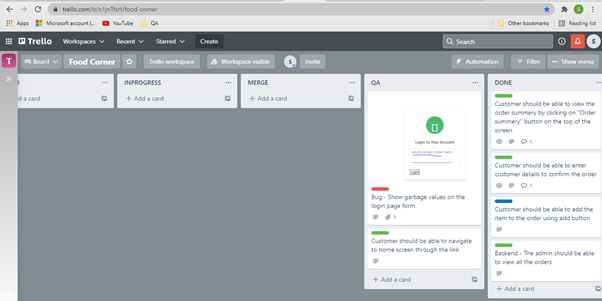 trello.com/b/o1jnTfsH/food-corner
Apps Microsoft account |... YouTube QA Other bookmarks Reading list
Trello Workspaces Recent Starred Create Search S
T Board Food Corner Trello workspace Workspace visible S Invite Automation Filter Show menu
INPROGRESS
+ Add a card
MERGE
+ Add a card
+ Add a card
QA
Login to Your Account
Login
Bug - Show garbage values on the
login page form
1
Customer should be able to navigate
to home screen through the link
+ Add a card
DONE
Customer should be able to view the
order summery by clicking on "Order
summery" button on the top of the
screen
1
Customer should be able to enter
customer details to confirm the order
1
Customer should be able to add the
item to the order using add button
Backend - The admin should be able
to view all the orders
+ Add a card